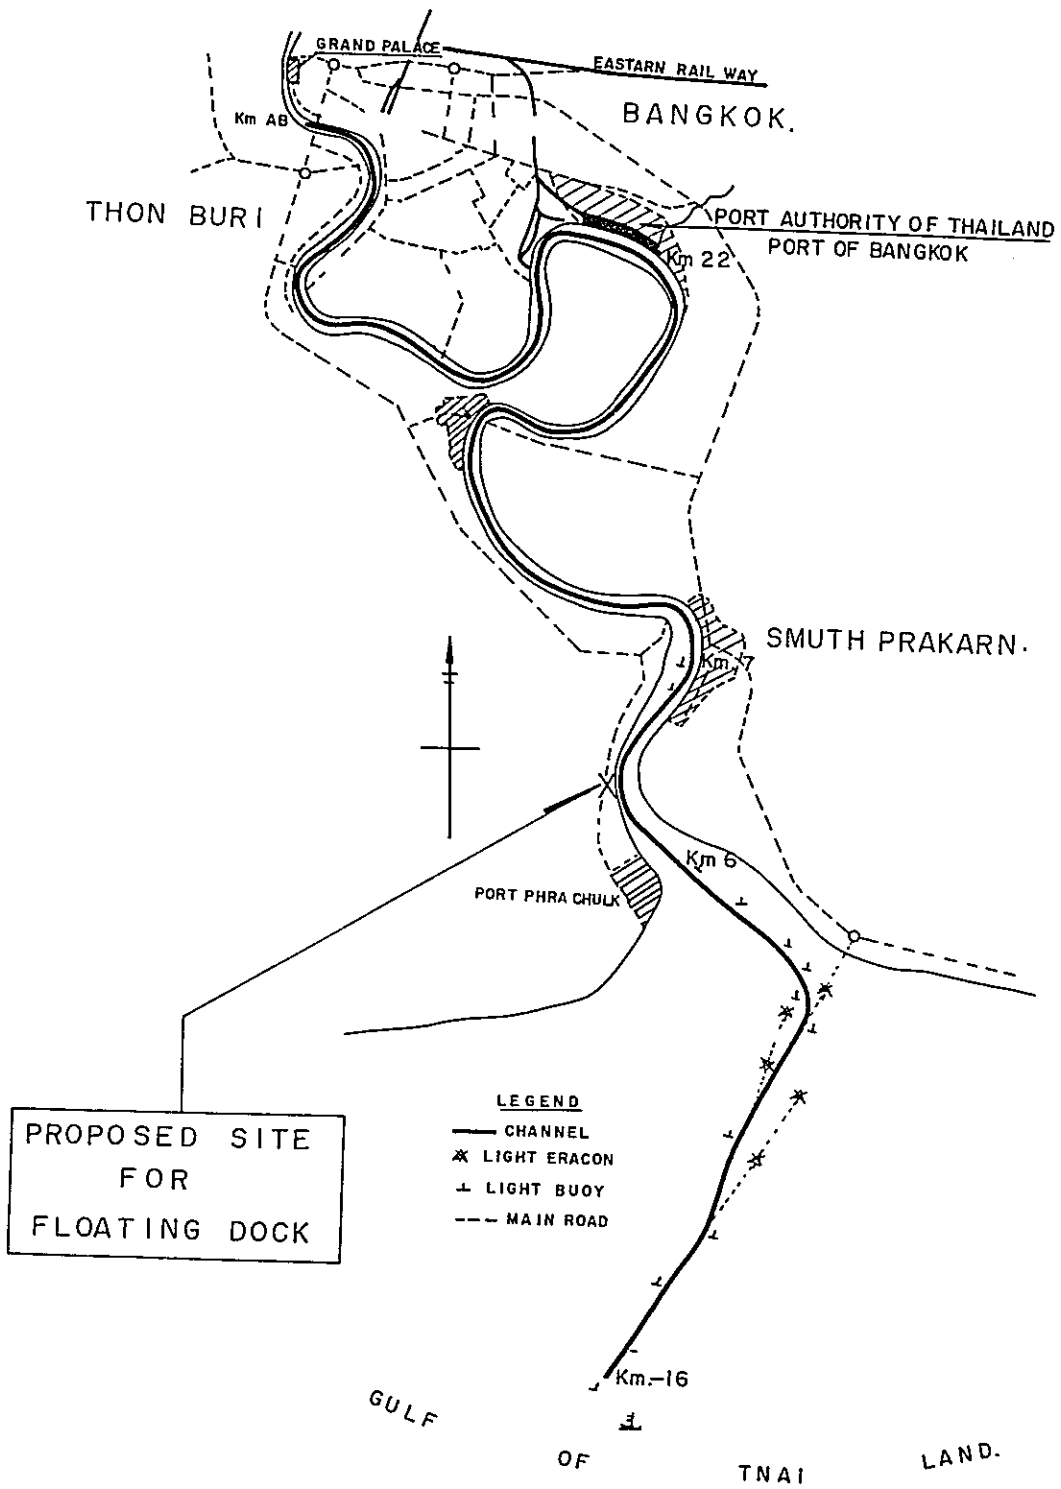 GRAND PALACE
EASTARN RAIL WAY
BANGKOK.
Km AB
THON BURI
PORT AUTHORITY OF THAILAND
PORT OF BANGKOK
Km 22
SMUTH PRAKARN.
Km 7
Km 6
PORT PHRA CHULK
PROPOSED SITE
FOR
FLOATING DOCK
LEGEND
CHANNEL
LIGHT ERACON
LIGHT BUOY
MAIN ROAD
Km.-16
GULF OF TNAI LAND.